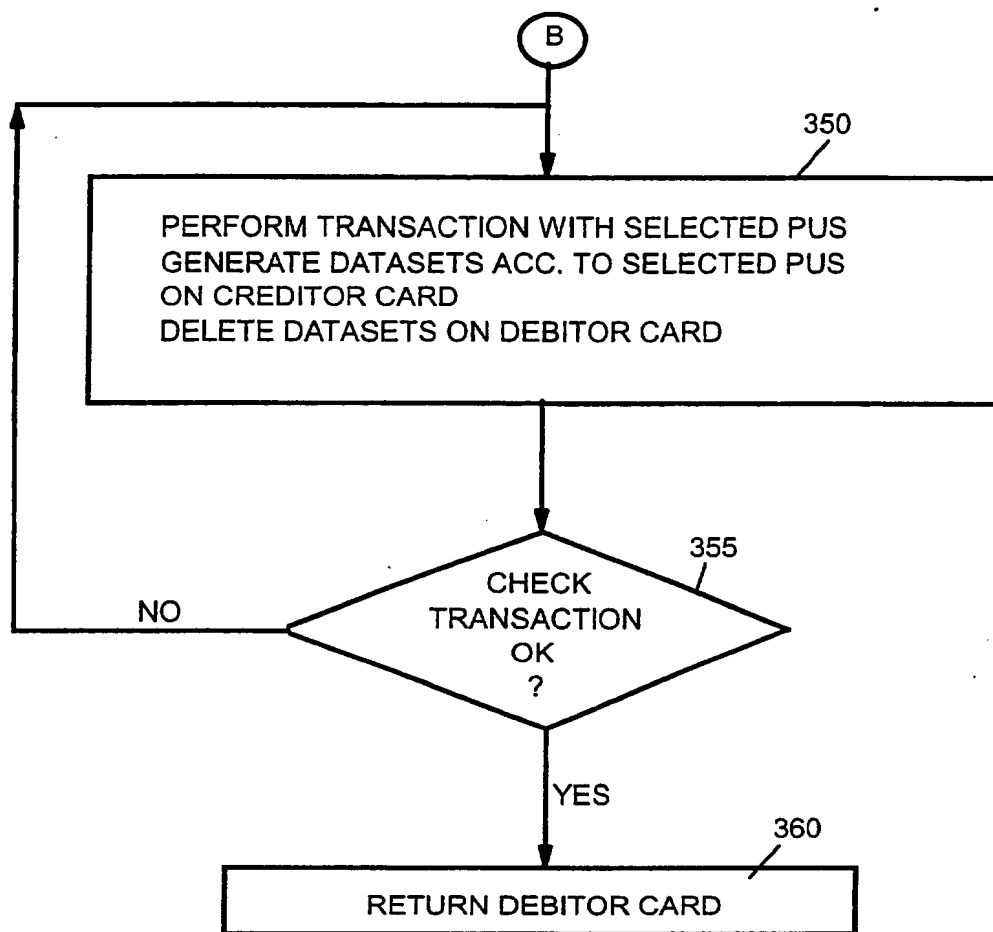 B
350
PERFORM TRANSACTION WITH SELECTED PUS
GENERATE DATASETS ACC. TO SELECTED PUS
ON CREDITOR CARD
DELETE DATASETS ON DEBITOR CARD
355
CHECK
TRANSACTION
OK
?
NO
YES
360
RETURN DEBITOR CARD